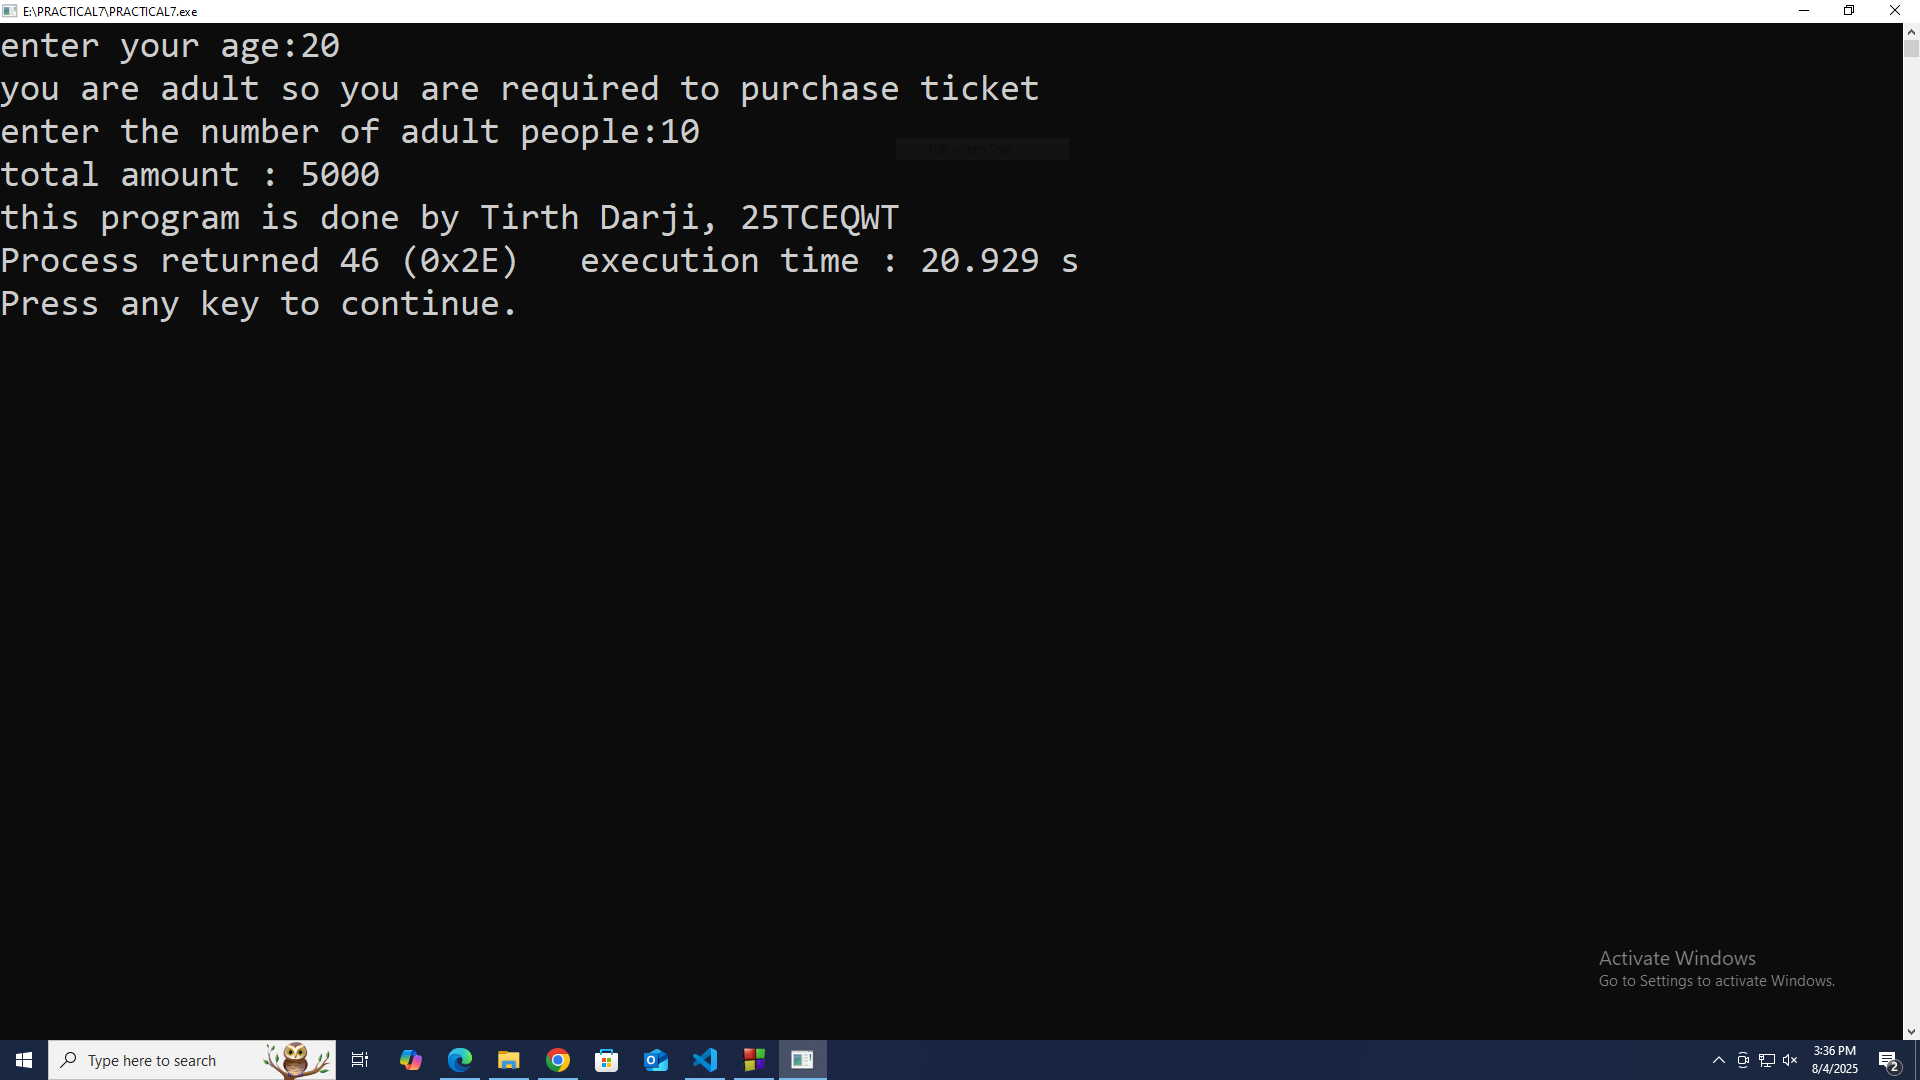 E:\PRACTICAL7\PRACTICAL7.exe
enter your age:20
you are adult so you are required to purchase ticket
enter the number of adult people:10
total amount : 5000
this program is done by Tirth Darji, 25TCEQWT
Process returned 46 (0x2E)   execution time : 20.929 s
Press any key to continue.
Activate Windows
Go to Settings to activate Windows.
Type here to search
3:36 PM
8/4/2025
2